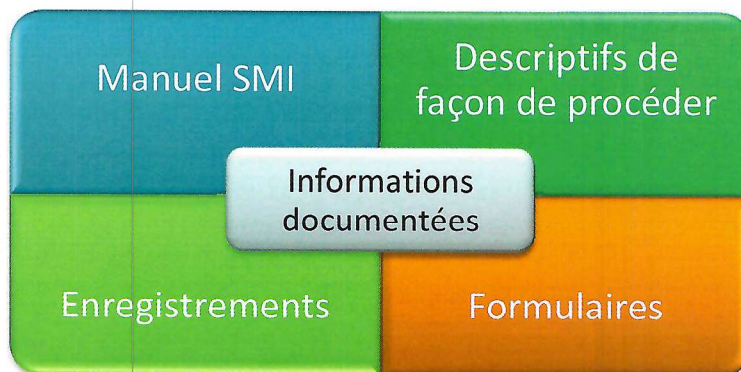 Manuel SMI
Descriptifs de
façon de procéder
Informations
documentées
Enregistrements
Formulaires